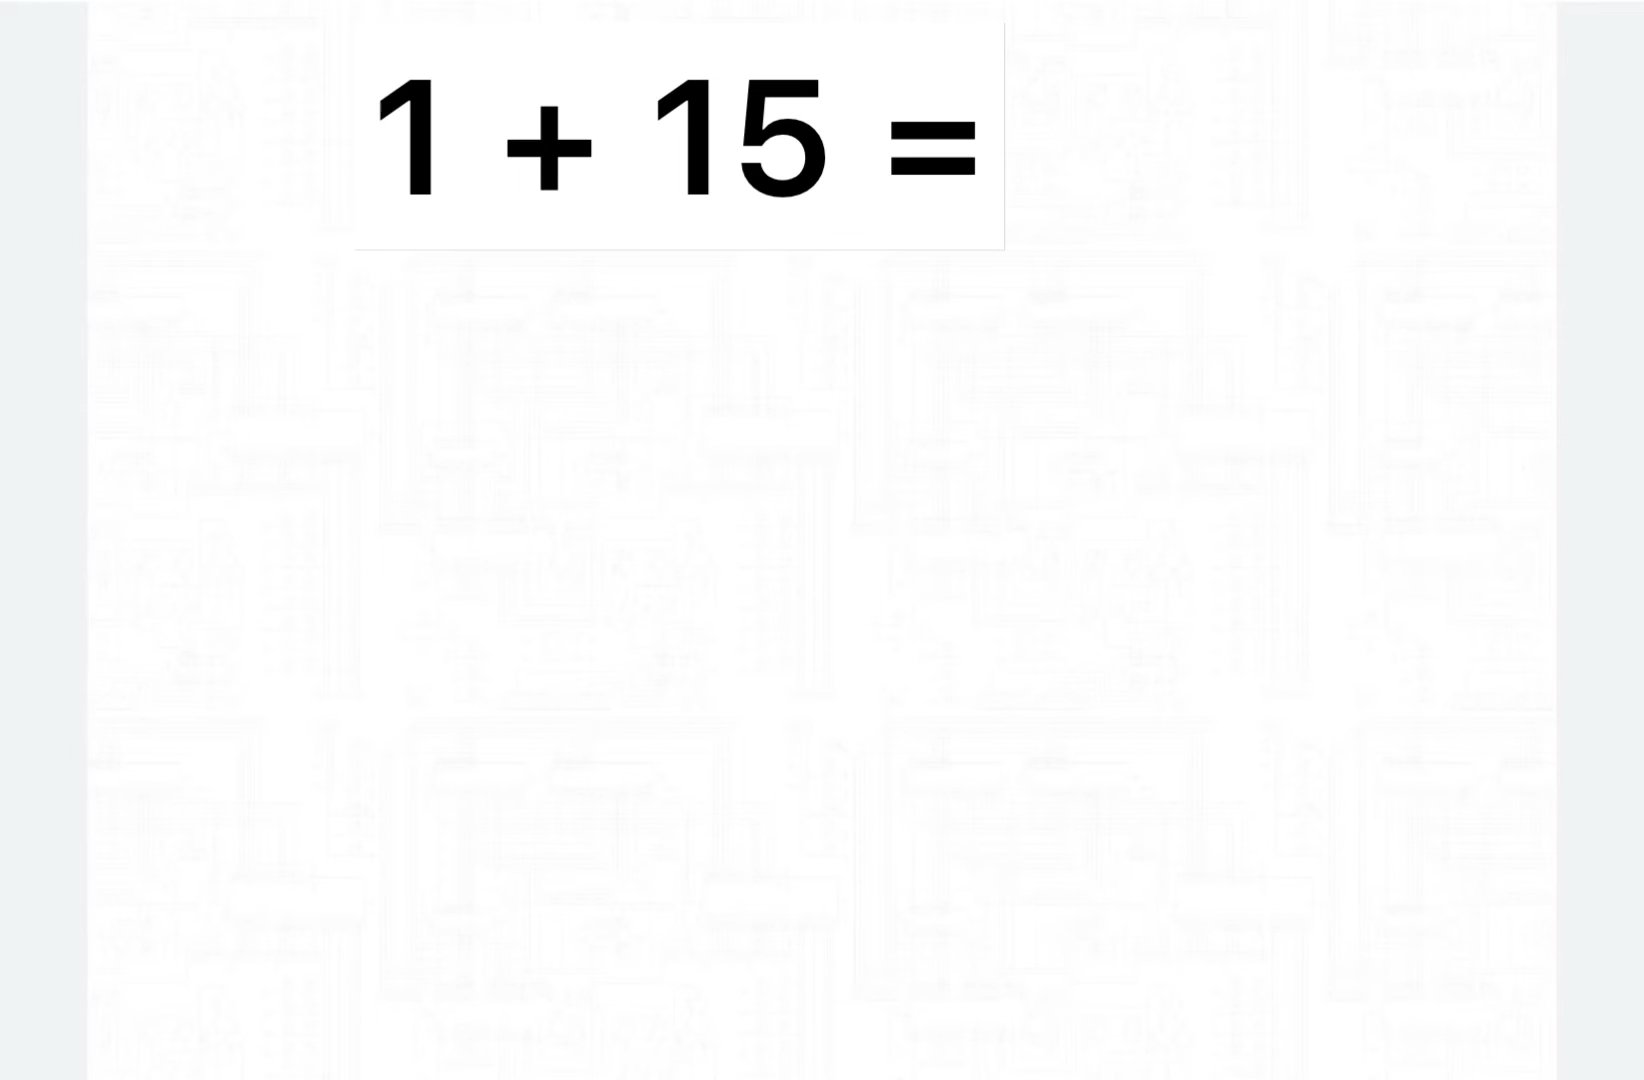 1 + 15 =